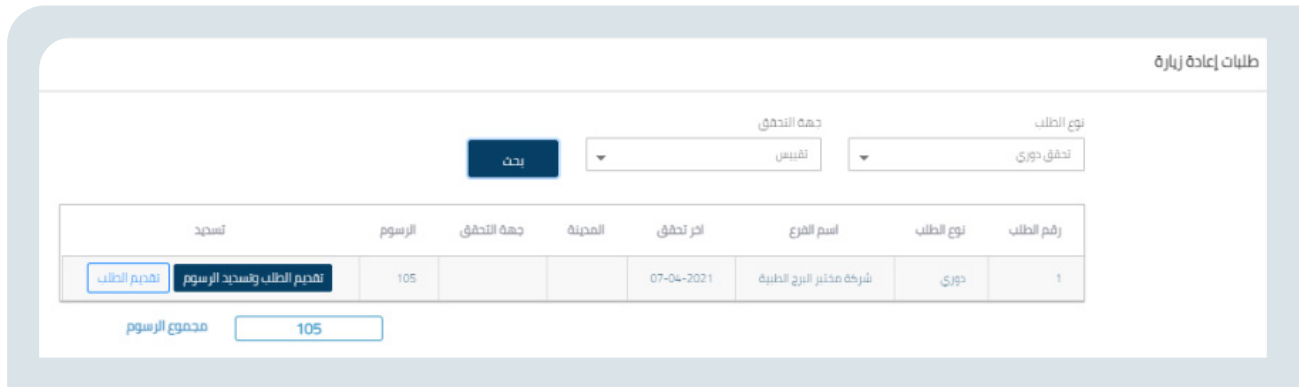 طلبات إعادة زيارة
نوع الطلب جهة التحقق
تحقق دوري تقييس بحث
رقم الطلب نوع الطلب اسم الفرع اخر تحقق المدينة جهة التحقق الرسوم تسديد
1 دوري شركة مختبر البرج الطبية 07-04-2021 105 تقديم الطلب وتسديد الرسوم تقديم الطلب
105 مجموع الرسوم